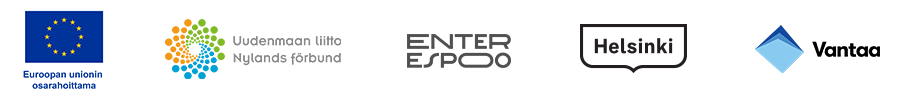 Euroopan unionin
osarahoittama
Uudenmaan liitto
Nylands förbund
ENTER
ESPOO
Helsinki
Vantaa